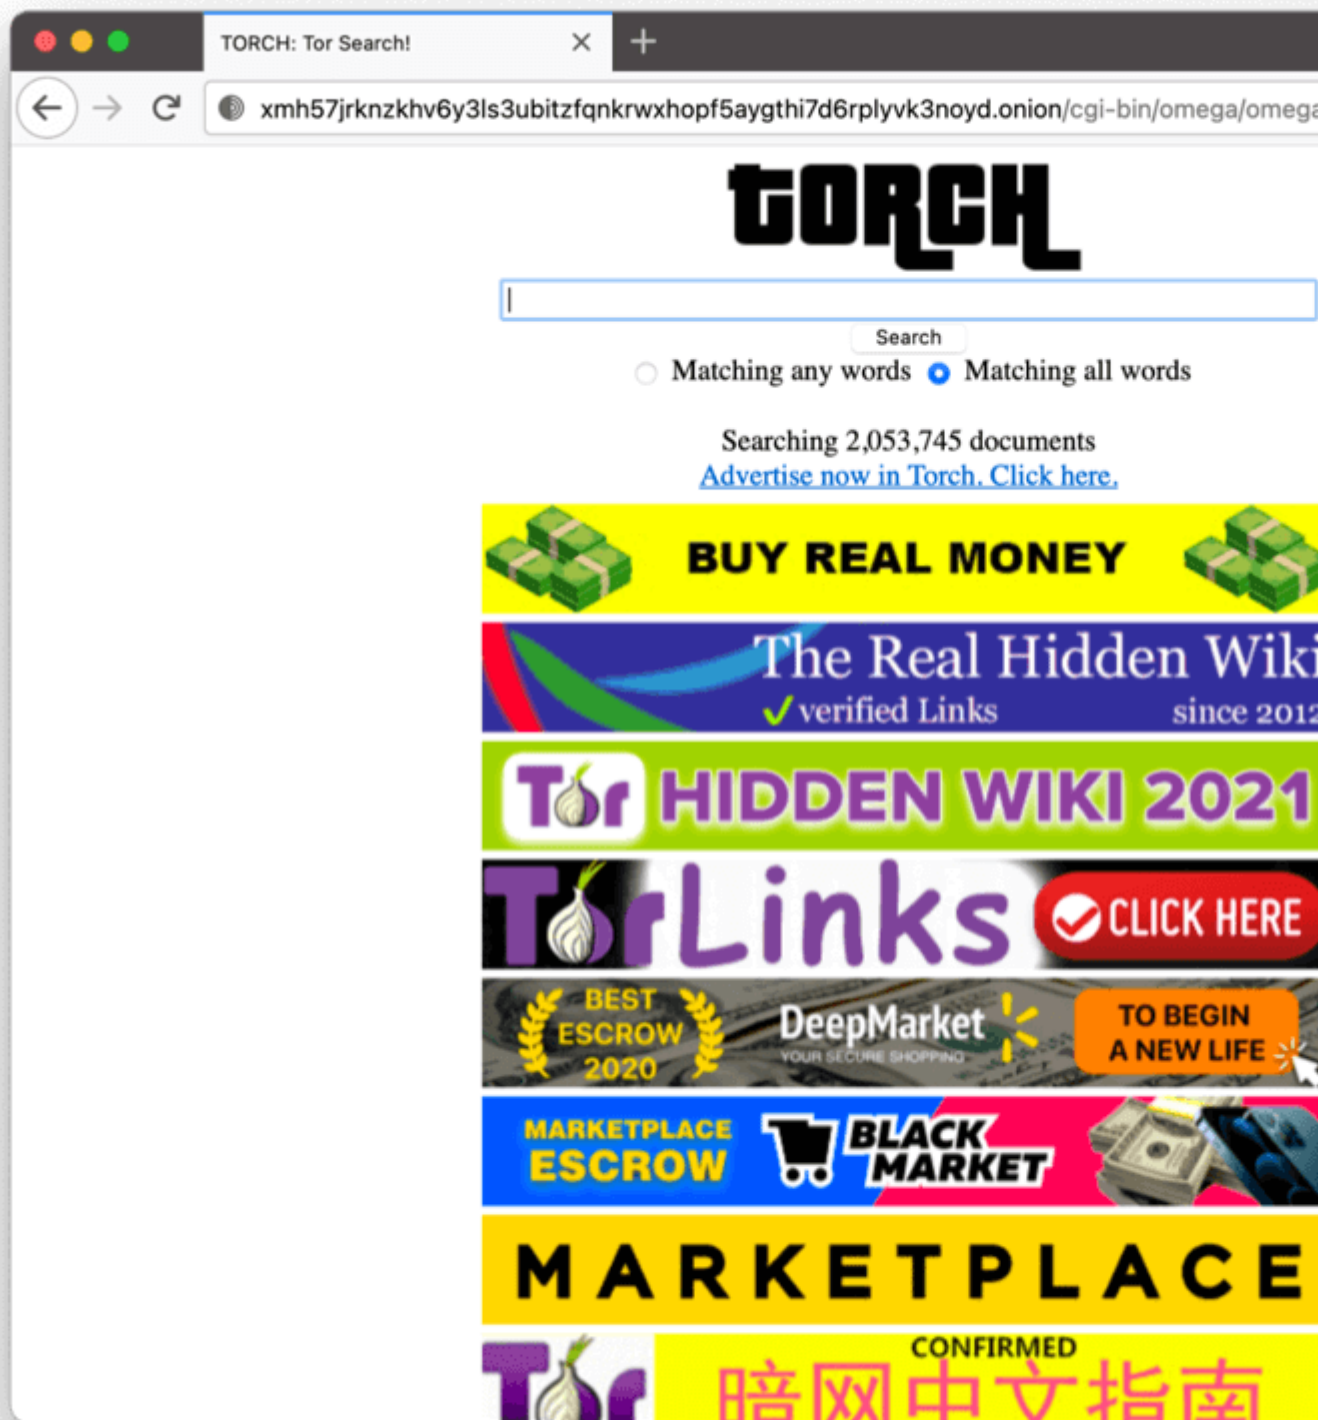 TORCH: Tor Search!
xmh57jrknzkhv6y3ls3ubitzfqnkrwxhopf5aygthi7d6rplyvk3noyd.onion/cgi-bin/omega/omega
TORCH
Search
Matching any words Matching all words
Searching 2,053,745 documents
Advertise now in Torch. Click here.
BUY REAL MONEY
The Real Hidden Wiki
verified Links since 2012
Tor HIDDEN WIKI 2021
TorLinks CLICK HERE
BEST
ESCROW
2020
DeepMarket
YOUR SECURE SHOPPING
TO BEGIN
A NEW LIFE
MARKETPLACE
ESCROW
BLACK
MARKET
MARKETPLACE
Tor
CONFIRMED
暗网中文指南